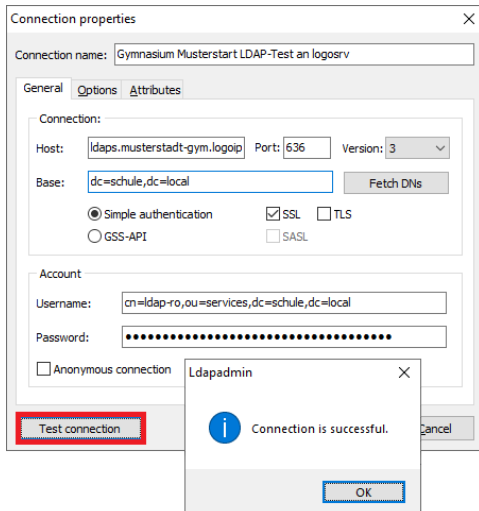 Connection properties
Connection name: Gymnasium Musterstart LDAP-Test an logosrv
General Options Attributes
Connection:
Host: ldaps.musterstadt-gym.logoip Port: 636 Version: 3
Base: dc=schule,dc=local Fetch DNs
Simple authentication SSL TLS
GSS-API SASL
Account
Username: cn=ldap-ro,ou=services,dc=schule,dc=local
Password: ••••••••••••••••••••••••••••••••••••
Anonymous connection
Ldapadmin
Connection is successful.
OK
Test connection Cancel